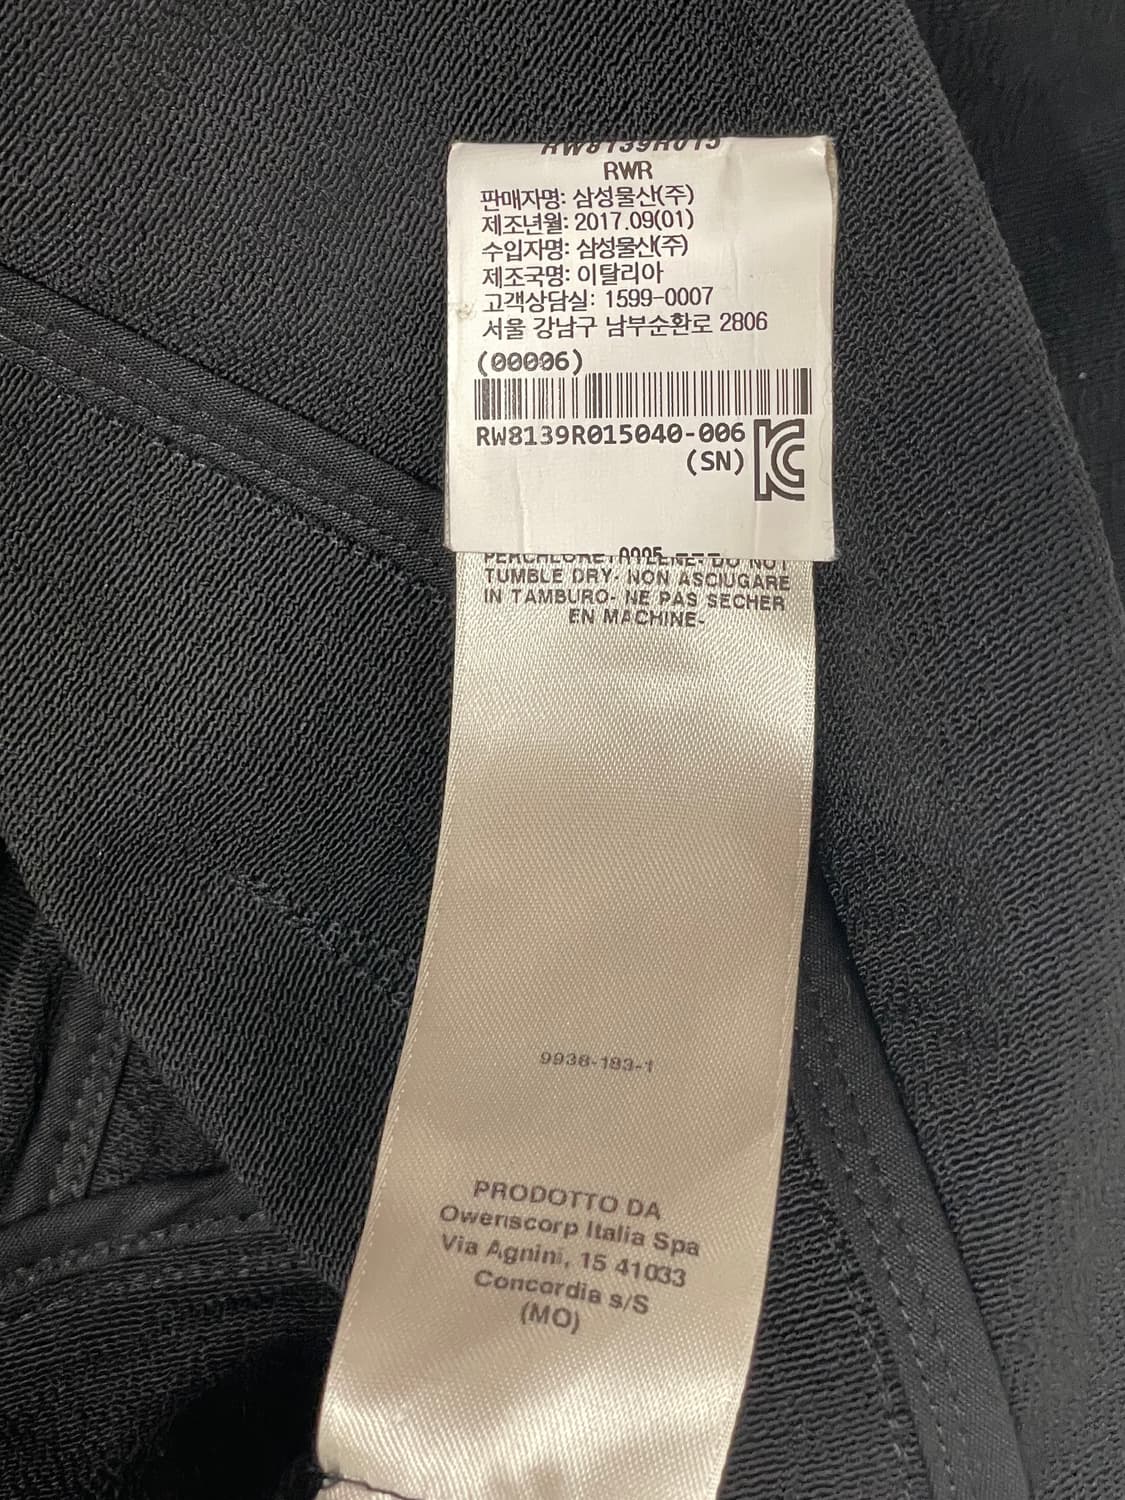 RW8139R015
RWR
판매자명: 삼성물산(주)
제조년월: 2017.09(01)
수입자명: 삼성물산(주)
제조국명: 이탈리아
고객상담실: 1599-0007
서울 강남구 남부순환로 2806
(00006)
RW8139R015040-006
(SN)
KC
DO NOT
TUMBLE DRY- NON ASCIUGARE
IN TAMBURO- NE PAS SECHER
EN MACHINE-
9938-183-1
PRODOTTO DA
Owenscorp Italia Spa
Via Agnini, 15 41033
Concordia s/S
(MO)